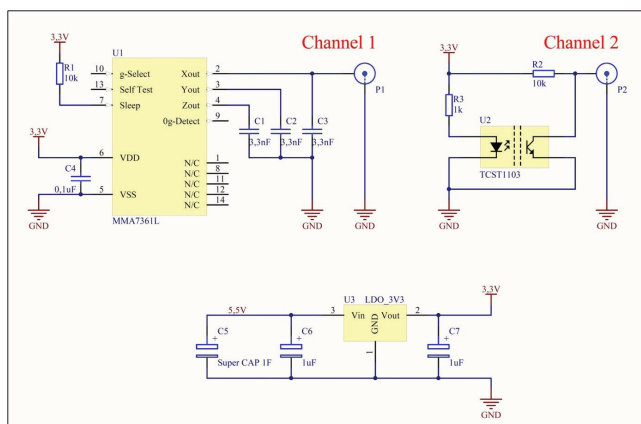 Channel 1
3,3V
R1
10k
U1
10 g-Select Xout 2
13 Self Test Yout 3
7 Sleep Zout 4
0g-Detect 9
P1
C1
3,3nF
C2
3,3nF
C3
3,3nF
3,3V
6 VDD
C4
0,1uF
5 VSS
N/C 1
N/C 8
N/C 11
N/C 12
N/C 14
MMA7361L
GND
GND
GND
Channel 2
3,3V
R2
10k
P2
R3
1k
U2
TCST1103
GND
GND
3,3V
5,5V
U3 LDO_3V3
3 Vin Vout 2
GND
1
C5
+
Super CAP 1F
C6
+
1uF
C7
+
1uF
GND